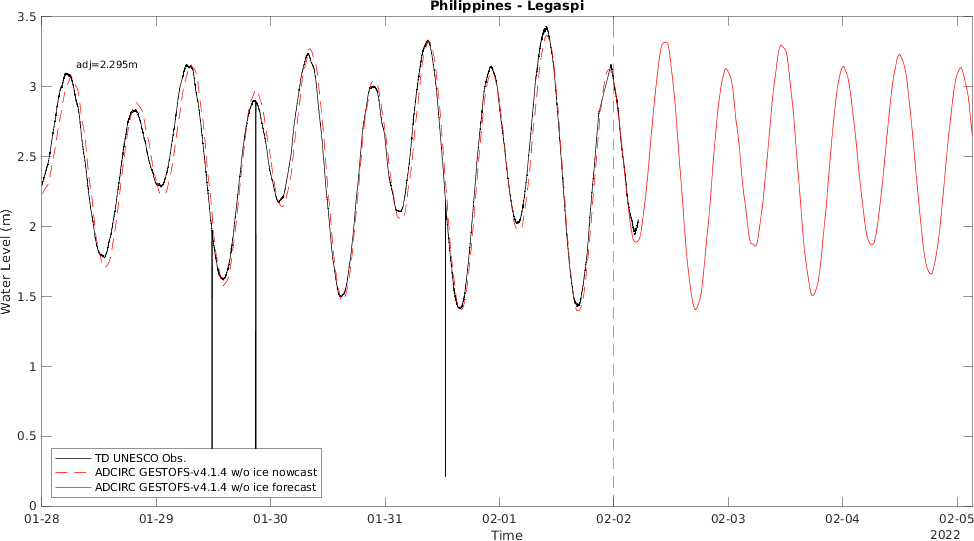 Philippines - Legaspi
3.5
adj=2.295m
3
2.5
2
Water Level (m)
1.5
1
0.5
TD UNESCO Obs.
ADCIRC GESTOFS-v4.1.4 w/o ice nowcast
ADCIRC GESTOFS-v4.1.4 w/o ice forecast
0
01-28 01-29 01-30 01-31 02-01 02-02 02-03 02-04 02-05
Time
2022